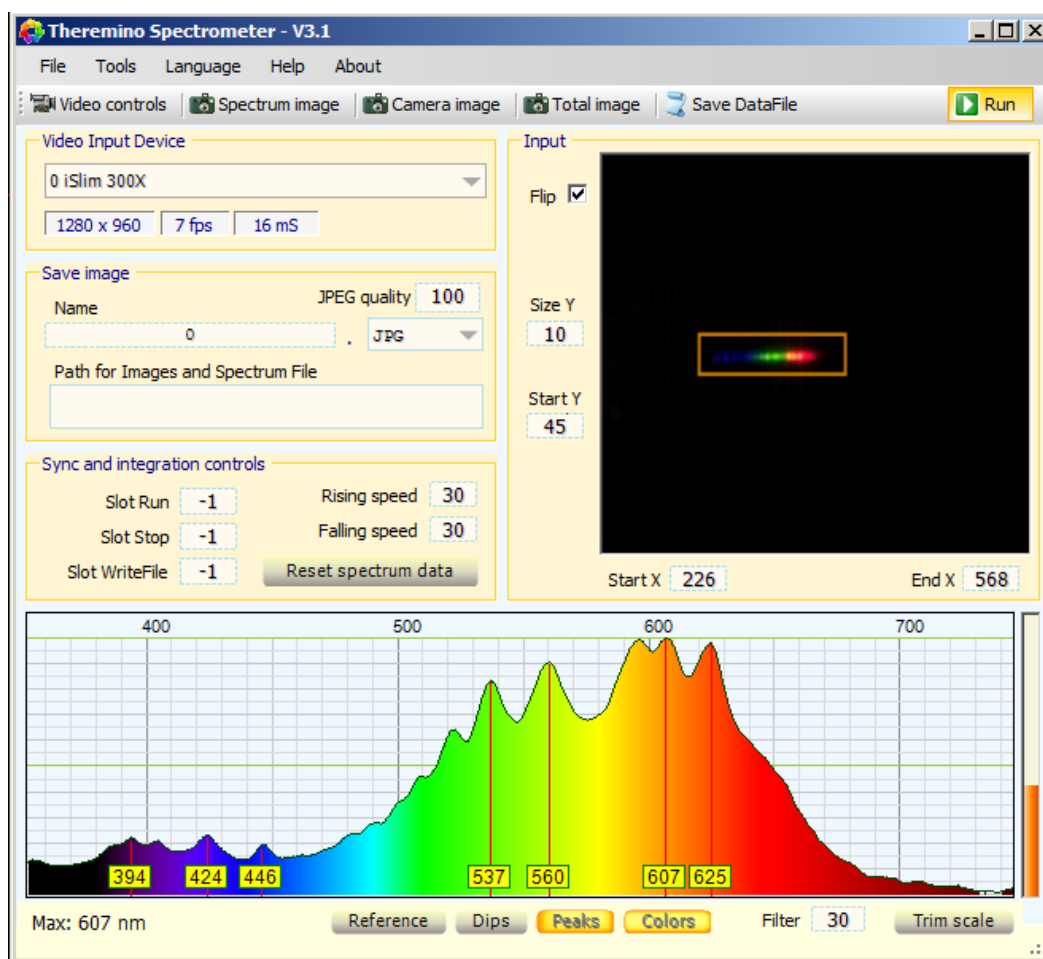 Theremino Spectrometer - V3.1
File Tools Language Help About
Video controls Spectrum image Camera image Total image Save DataFile Run
Video Input Device
0 iSlim 300X
1280 x 960 7 fps 16 mS
Save image
Name JPEG quality 100
0 . JPG
Path for Images and Spectrum File
Sync and integration controls
Slot Run -1 Rising speed 30
Slot Stop -1 Falling speed 30
Slot WriteFile -1 Reset spectrum data
Input
Flip
Size Y
10
Start Y
45
Start X 226 End X 568
400 500 600 700
394 424 446 537 560 607 625
Max: 607 nm Reference Dips Peaks Colors Filter 30 Trim scale